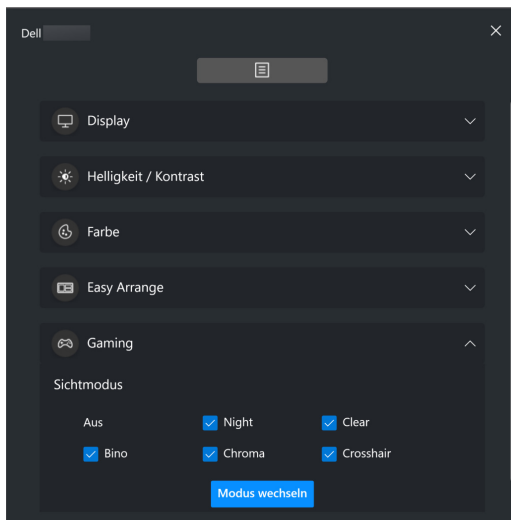 Dell
Display
Helligkeit / Kontrast
Farbe
Easy Arrange
Gaming
Sichtmodus
Aus Night Clear
Bino Chroma Crosshair
Modus wechseln